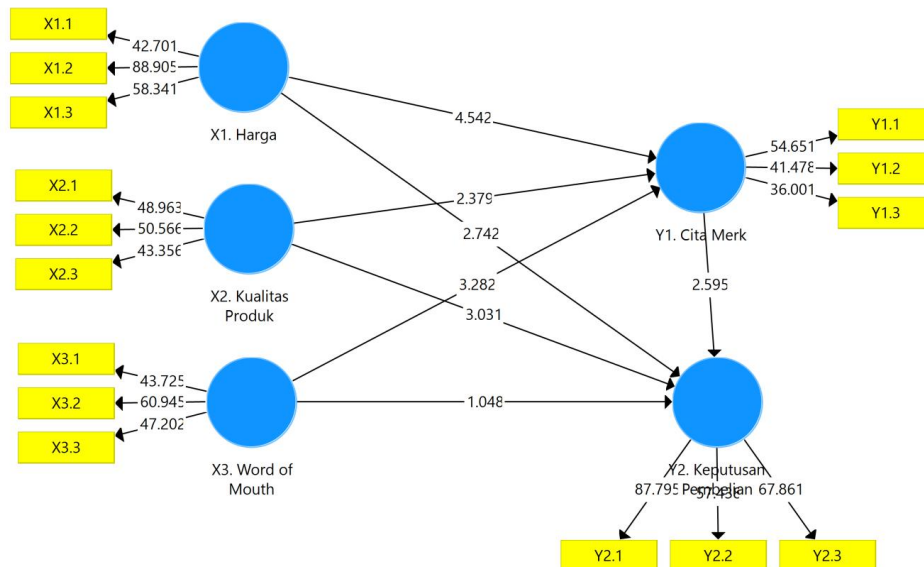 X1.1
X1.2
X1.3
42.701
88.905
58.341
X1. Harga
X2.1
X2.2
X2.3
48.963
50.566
43.356
X2. Kualitas
Produk
X3.1
X3.2
X3.3
43.725
60.945
47.202
X3. Word of
Mouth
4.542
2.379
2.742
3.282
3.031
1.048
2.595
54.651
41.478
36.001
Y1.1
Y1.2
Y1.3
Y1. Cita Merk
Y2. Keputusan
Pembelian
87.795
67.861
Y2.1
Y2.2
Y2.3